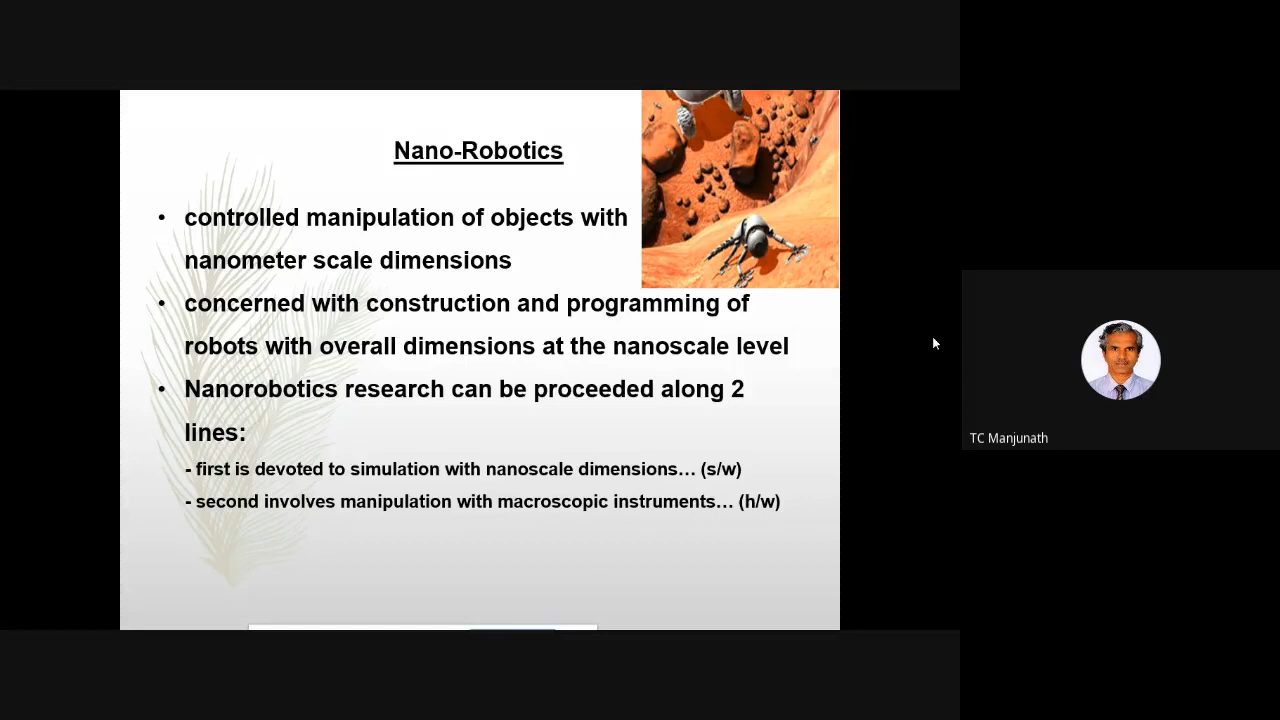 Nano-Robotics
• controlled manipulation of objects with
nanometer scale dimensions
• concerned with construction and programming of
robots with overall dimensions at the nanoscale level
• Nanorobotics research can be proceeded along 2
lines:
- first is devoted to simulation with nanoscale dimensions… (s/w)
- second involves manipulation with macroscopic instruments… (h/w)
TC Manjunath